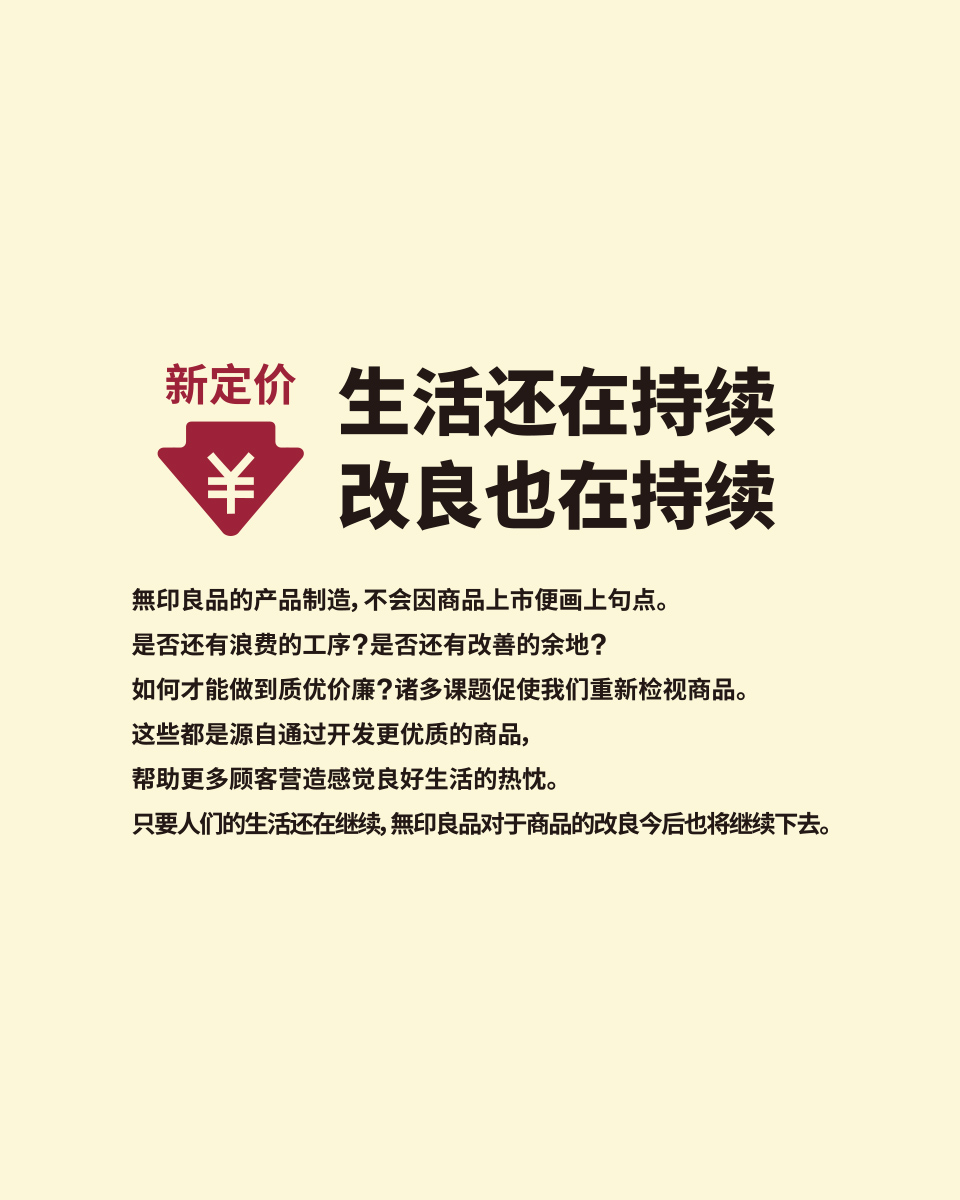 新定价
¥
生活还在持续
改良也在持续
無印良品的产品制造，不会因商品上市便画上句点。
是否还有浪费的工序？是否还有改善的余地？
如何才能做到质优价廉？诸多课题促使我们重新检视商品。
这些都是源自通过开发更优质的商品，
帮助更多顾客营造感觉良好生活的热忱。
只要人们的生活还在继续，無印良品对于商品的改良今后也将继续下去。